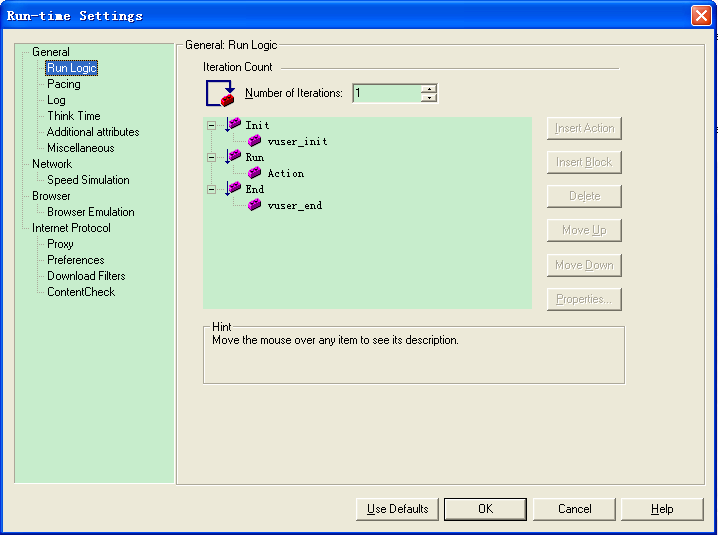 Run-time Settings
General
Run Logic
Pacing
Log
Think Time
Additional attributes
Miscellaneous
Network
Speed Simulation
Browser
Browser Emulation
Internet Protocol
Proxy
Preferences
Download Filters
ContentCheck
General: Run Logic
Iteration Count
Number of Iterations: 1
Init
vuser_init
Run
Action
End
vuser_end
Insert Action
Insert Block
Delete
Move Up
Move Down
Properties...
Hint
Move the mouse over any item to see its description.
Use Defaults
OK
Cancel
Help